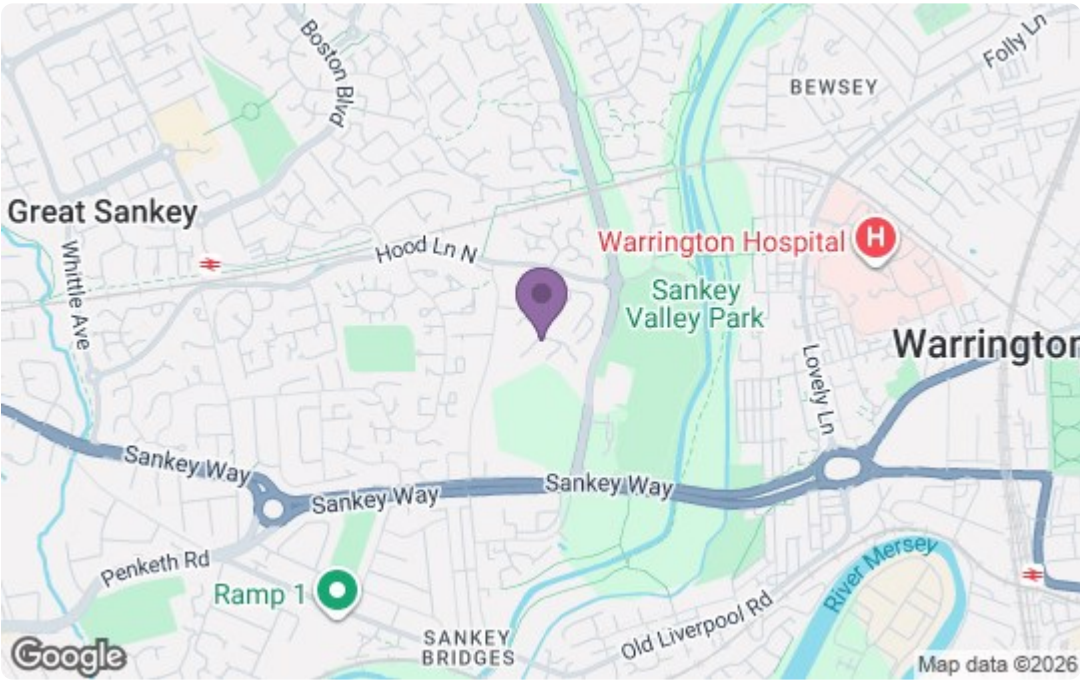 Boston Blvd
Folly Ln
BEWSEY
Great Sankey
Whittle Ave
Hood Ln N
Warrington Hospital
H
Sankey
Valley Park
Warrington
Lovely Ln
Sankey Way
Sankey Way
Sankey Way
Penketh Rd
Ramp 1
River Mersey
Old Liverpool Rd
SANKEY
BRIDGES
Google
Map data ©2026